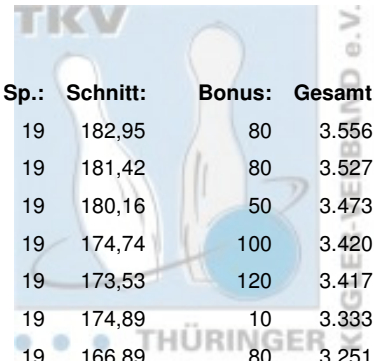 TKV
Sp.: Schnitt: Bonus: Gesamt
19 182,95 80 3.556
19 181,42 80 3.527
19 180,16 50 3.473
19 174,74 100 3.420
19 173,53 120 3.417
19 174,89 10 3.333
19 166,89 80 3.251
THÜRINGER
KEGLER-VERBAND e.V.